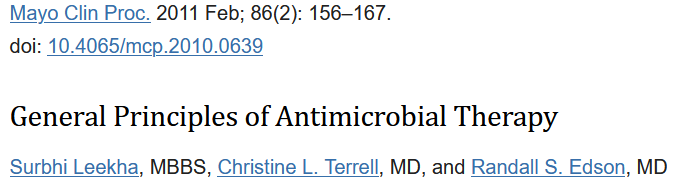 Mayo Clin Proc. 2011 Feb; 86(2): 156–167.
doi: 10.4065/mcp.2010.0639
General Principles of Antimicrobial Therapy
Surbhi Leekha, MBBS, Christine L. Terrell, MD, and Randall S. Edson, MD